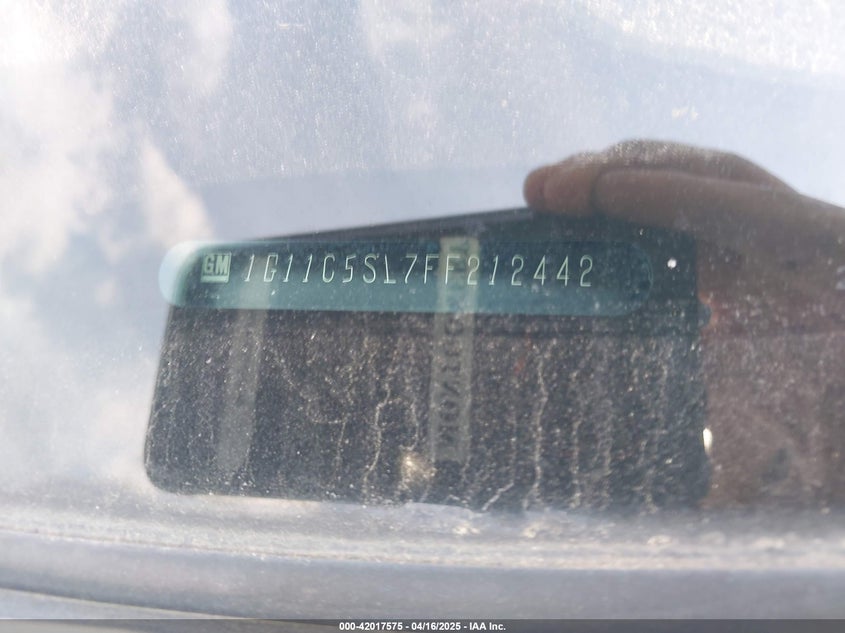 GM 1G11C5SL7FF212442
000-42017575 - 04/16/2025 - IAA Inc.